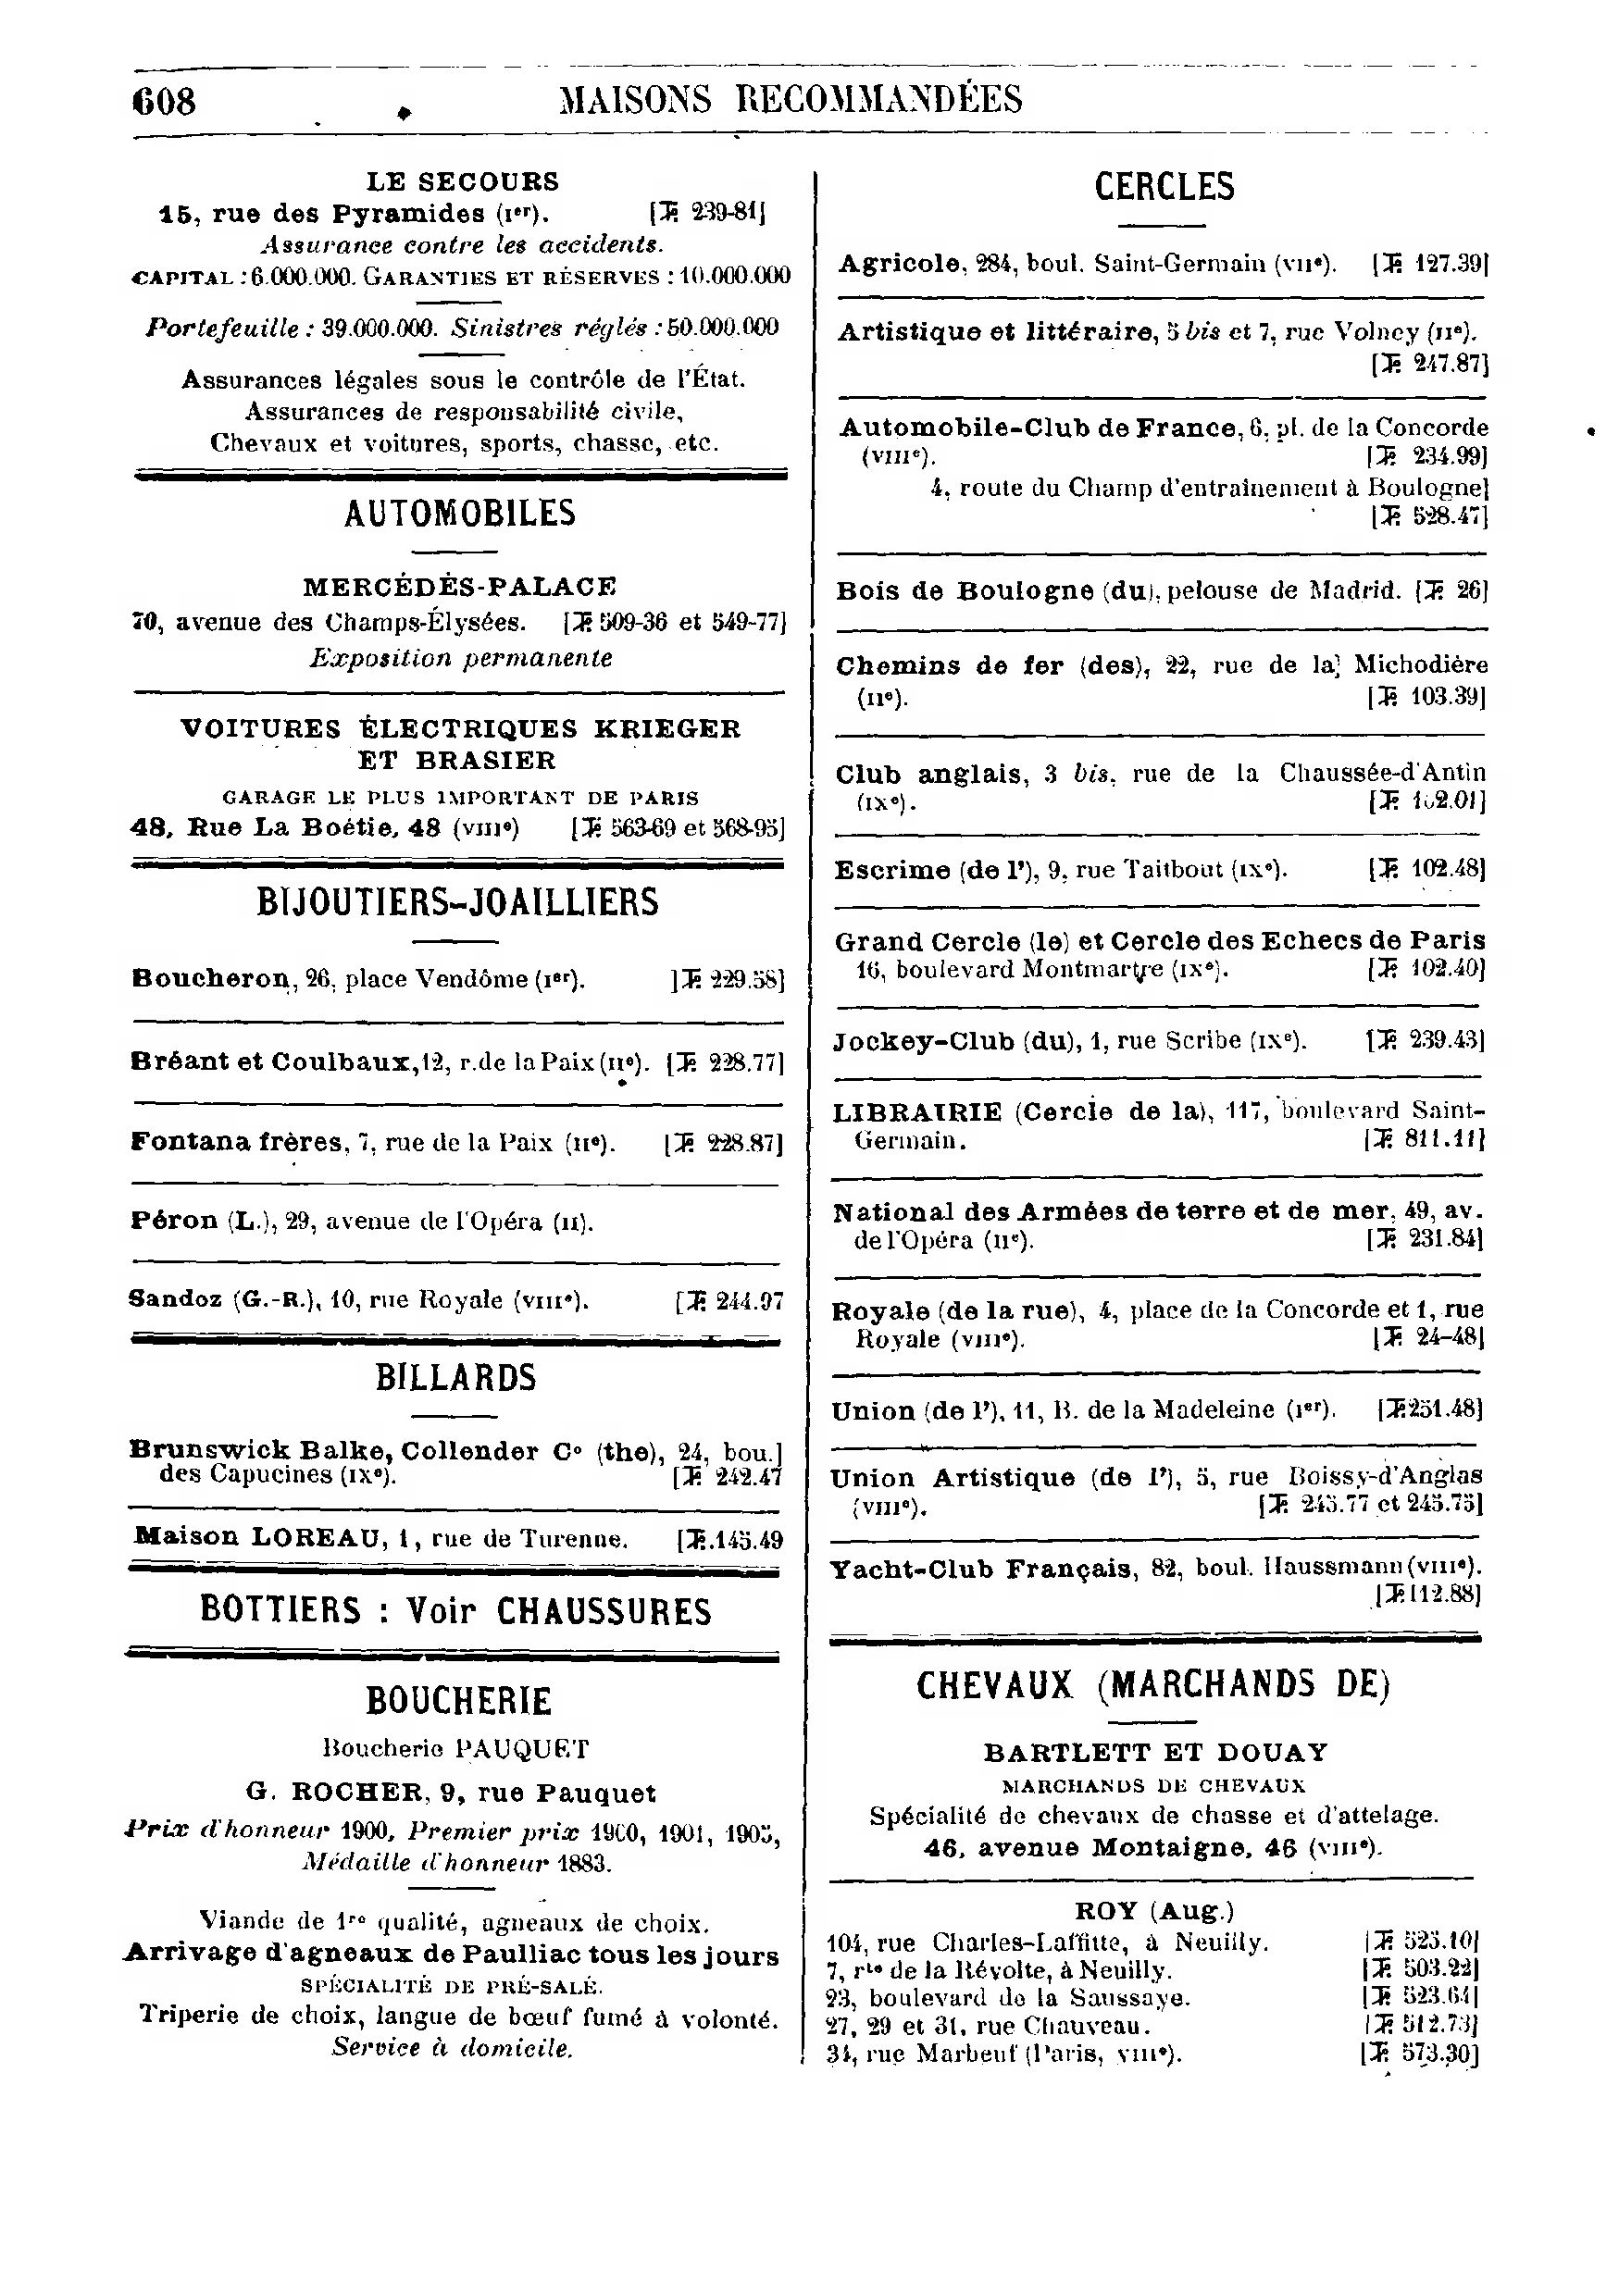 608
MAISONS RECOMMANDÉES
LE SECOURS
15, rue des Pyramides (Ier). [T. 239-81]
Assurance contre les accidents.
CAPITAL : 6.000.000. GARANTIES ET RÉSERVES : 10.000.000
Portefeuille : 39.000.000. Sinistres réglés : 50.000.000
Assurances légales sous le contrôle de l'État.
Assurances de responsabilité civile,
Chevaux et voitures, sports, chasse, etc.
AUTOMOBILES
MERCÉDÈS-PALACE
70, avenue des Champs-Élysées. [T. 509-36 et 549-77]
Exposition permanente
VOITURES ÉLECTRIQUES KRIEGER
ET BRASIER
GARAGE LE PLUS IMPORTANT DE PARIS
48, Rue La Boétie, 48 (VIIIe) [T. 563-69 et 568-95]
BIJOUTIERS-JOAILLIERS
Boucheron, 26, place Vendôme (Ier). ]T. 229.58]
Bréant et Coulbaux, 12, r. de la Paix (IIe). [T. 228.77]
Fontana frères, 7, rue de la Paix (IIe). [T. 228.87]
Péron (L.), 29, avenue de l'Opéra (II).
Sandoz (G.-R.), 10, rue Royale (VIIIe). [T. 244.97
BILLARDS
Brunswick Balke, Collender Co (the), 24, bou.]
des Capucines (IXe). [T. 242.47
Maison LOREAU, 1, rue de Turenne. [T. 145.49
BOTTIERS : Voir CHAUSSURES
BOUCHERIE
Boucherie PAUQUET
G. ROCHER, 9, rue Pauquet
Prix d'honneur 1900, Premier prix 1900, 1901, 1905,
Médaille d'honneur 1883.
Viande de 1re qualité, agneaux de choix.
Arrivage d'agneaux de Paulliac tous les jours
SPÉCIALITÉ DE PRÉ-SALÉ.
Triperie de choix, langue de bœuf fumé à volonté.
Service à domicile.
CERCLES
Agricole, 284, boul. Saint-Germain (VIIe). [T. 127.39]
Artistique et littéraire, 5 bis et 7, rue Volney (IIe).
[T. 247.87]
Automobile-Club de France, 6, pl. de la Concorde
(VIIIe). [T. 234.99]
4, route du Champ d'entraînement à Boulogne]
[T. 528.47]
Bois de Boulogne (du), pelouse de Madrid. [T. 26]
Chemins de fer (des), 22, rue de la] Michodière
(IIe). [T. 103.39]
Club anglais, 3 bis, rue de la Chaussée-d'Antin
(IXe). [T.
Escrime (de l'), 9, rue Taitbout (IXe). [T. 102.48]
Grand Cercle (le) et Cercle des Echecs de Paris
16, boulevard Montmartre (IXe). [T. 102.40]
Jockey-Club (du), 1, rue Scribe (IXe). [T. 239.43]
LIBRAIRIE (Cercle de la), 117, boulevard Saint-
Germain. [T. 811.11]
National des Armées de terre et de mer, 49, av.
de l'Opéra (IIe). [T. 231.84]
Royale (de la rue), 4, place de la Concorde et 1, rue
Royale (VIIIe). [T. 24-48]
Union (de l'), 11, B. de la Madeleine (Ier). [T. 251.48]
Union Artistique (de l'), 5, rue Boissy-d'Anglas
(VIIIe). [T. 245.77 et 245.75]
Yacht-Club Français, 82, boul. Haussmann (VIIIe).
[T. 112.88]
CHEVAUX (MARCHANDS DE)
BARTLETT ET DOUAY
MARCHANDS DE CHEVAUX
Spécialité de chevaux de chasse et d'attelage.
46, avenue Montaigne, 46 (VIIIe).
ROY (Aug.)
104, rue Charles-Laffitte, à Neuilly. [T. 523.10]
7, rte de la Révolte, à Neuilly. [T. 503.22]
23, boulevard de la Saussaye. [T. 523.64]
27, 29 et 31, rue Chauveau. [T. 512.73]
34, rue Marbeuf (Paris, VIIIe). [T. 573.30]